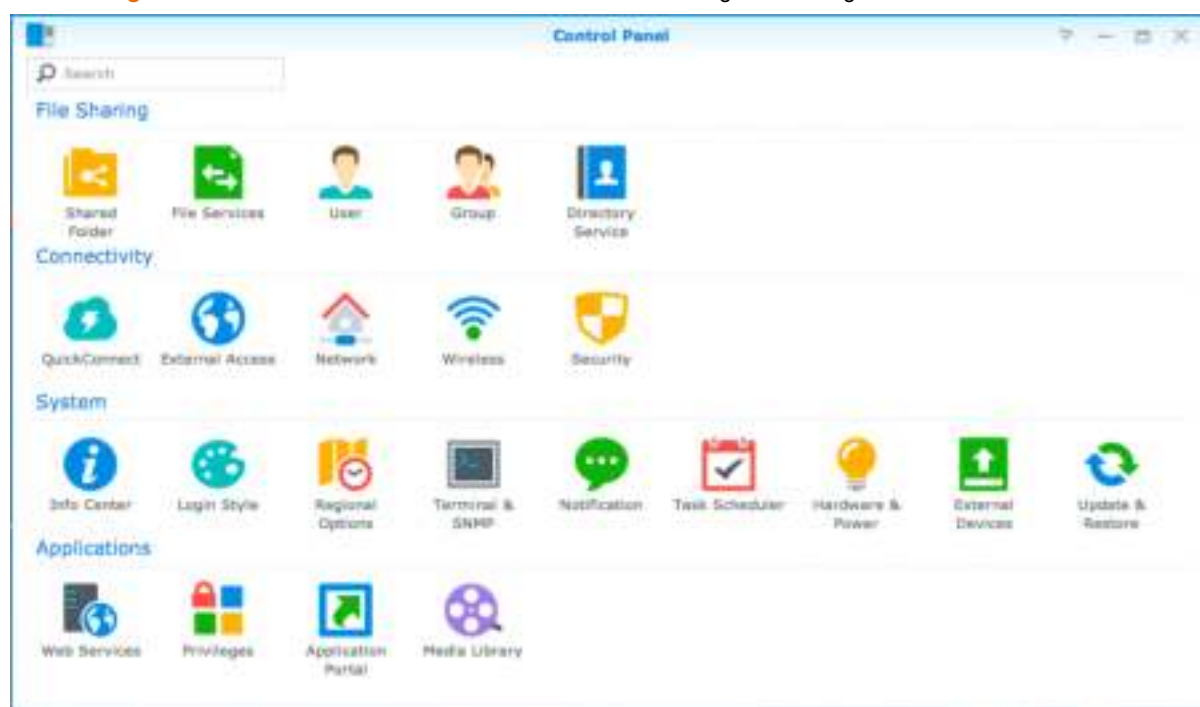 Control Panel
Search
File Sharing
Shared Folder
File Services
User
Group
Directory Service
Connectivity
QuickConnect
External Access
Network
Wireless
Security
System
Info Center
Login Style
Regional Options
Terminal & SNMP
Notification
Task Scheduler
Hardware & Power
External Devices
Update & Restore
Applications
Web Services
Privileges
Application Portal
Media Library